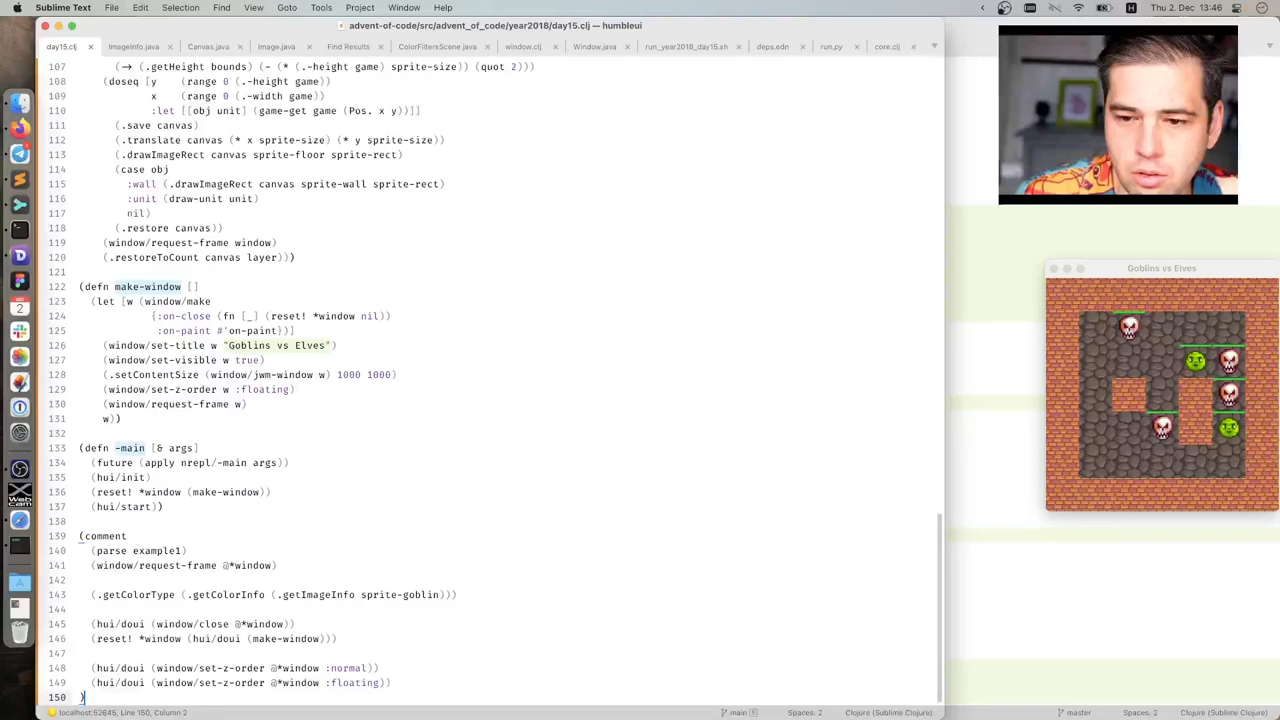 Sublime Text File Edit Selection Find View Goto Tools Project Window Help
Thu 1 Dec 13:46
advent-of-code/src/advent_of_code/year2018/day15.clj — humbleui
day15.clj ImageInfo.java Canvas.java Image.java Find Results ColorFiltersScene.java window.clj Window.java run_year2018_day15.sh deps.edn run.py core.clj
107 (-> (.getHeight bounds) (- (* (.-height game) sprite-size)) (quot 2)))
108 (doseq [y (range 0 (.-height game))
109 x (range 0 (.-width game))
110 :let [[obj unit] (game-get game (Pos. x y))]]
111 (.save canvas)
112 (.translate canvas (* x sprite-size) (* y sprite-size))
113 (.drawImageRect canvas sprite-floor sprite-rect)
114 (case obj
115 :wall (.drawImageRect canvas sprite-wall sprite-rect)
116 :unit (draw-unit unit)
117 nil)
118 (.restore canvas))
119 (window/request-frame window)
120 (.restoreToCount canvas layer)))
121
122 (defn make-window []
123 (let [w (window/make
124 {:on-close (fn [_] (reset! *window nil))
125 :on-paint #'on-paint})]
126 (window/set-title w "Goblins vs Elves")
127 (window/set-visible w true)
128 (.setContentSize (window/jwm-window w) 1000 1000)
129 (window/set-z-order w :floating)
130 (window/request-frame w)
131 w))
132
133 (defn -main [& args]
134 (future (apply nrepl/-main args))
135 (hui/init)
136 (reset! *window (make-window))
137 (hui/start))
138
139 (comment
140 (parse example1)
141 (window/request-frame @*window)
142
143 (.getColorType (.getColorInfo (.getImageInfo sprite-goblin)))
144
145 (hui/doui (window/close @*window))
146 (reset! *window (hui/doui (make-window)))
147
148 (hui/doui (window/set-z-order @*window :normal))
149 (hui/doui (window/set-z-order @*window :floating))
150 )
Goblins vs Elves
2
localhost:52645, Line 150, Column 2
main 8
Spaces: 2
Clojure (Sublime Clojure)
master
Spaces: 2
Clojure (Sublime Clojure)